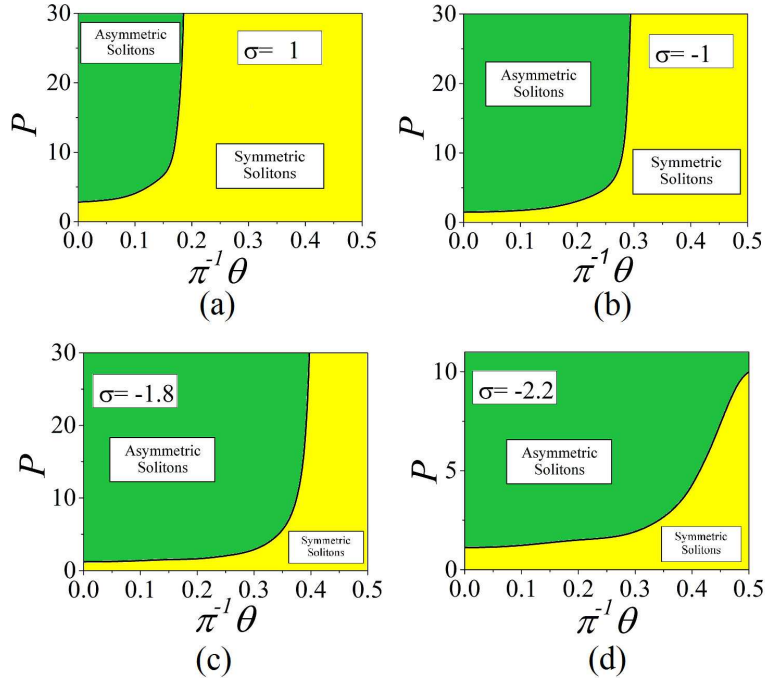 30
Asymmetric
Solitons
σ= 1
20
P
10
Symmetric
Solitons
0
0.0 0.1 0.2 0.3 0.4 0.5
π⁻¹θ
(a)
30
σ= -1
Asymmetric
Solitons
20
P
10
Symmetric
Solitons
0
0.0 0.1 0.2 0.3 0.4 0.5
π⁻¹θ
(b)
30
σ= -1.8
20
Asymmetric
Solitons
P
10
Symmetric
Solitons
0
0.0 0.1 0.2 0.3 0.4 0.5
π⁻¹θ
(c)
10
σ= -2.2
Asymmetric
Solitons
P
5
Symmetric
Solitons
0
0.0 0.1 0.2 0.3 0.4 0.5
π⁻¹θ
(d)